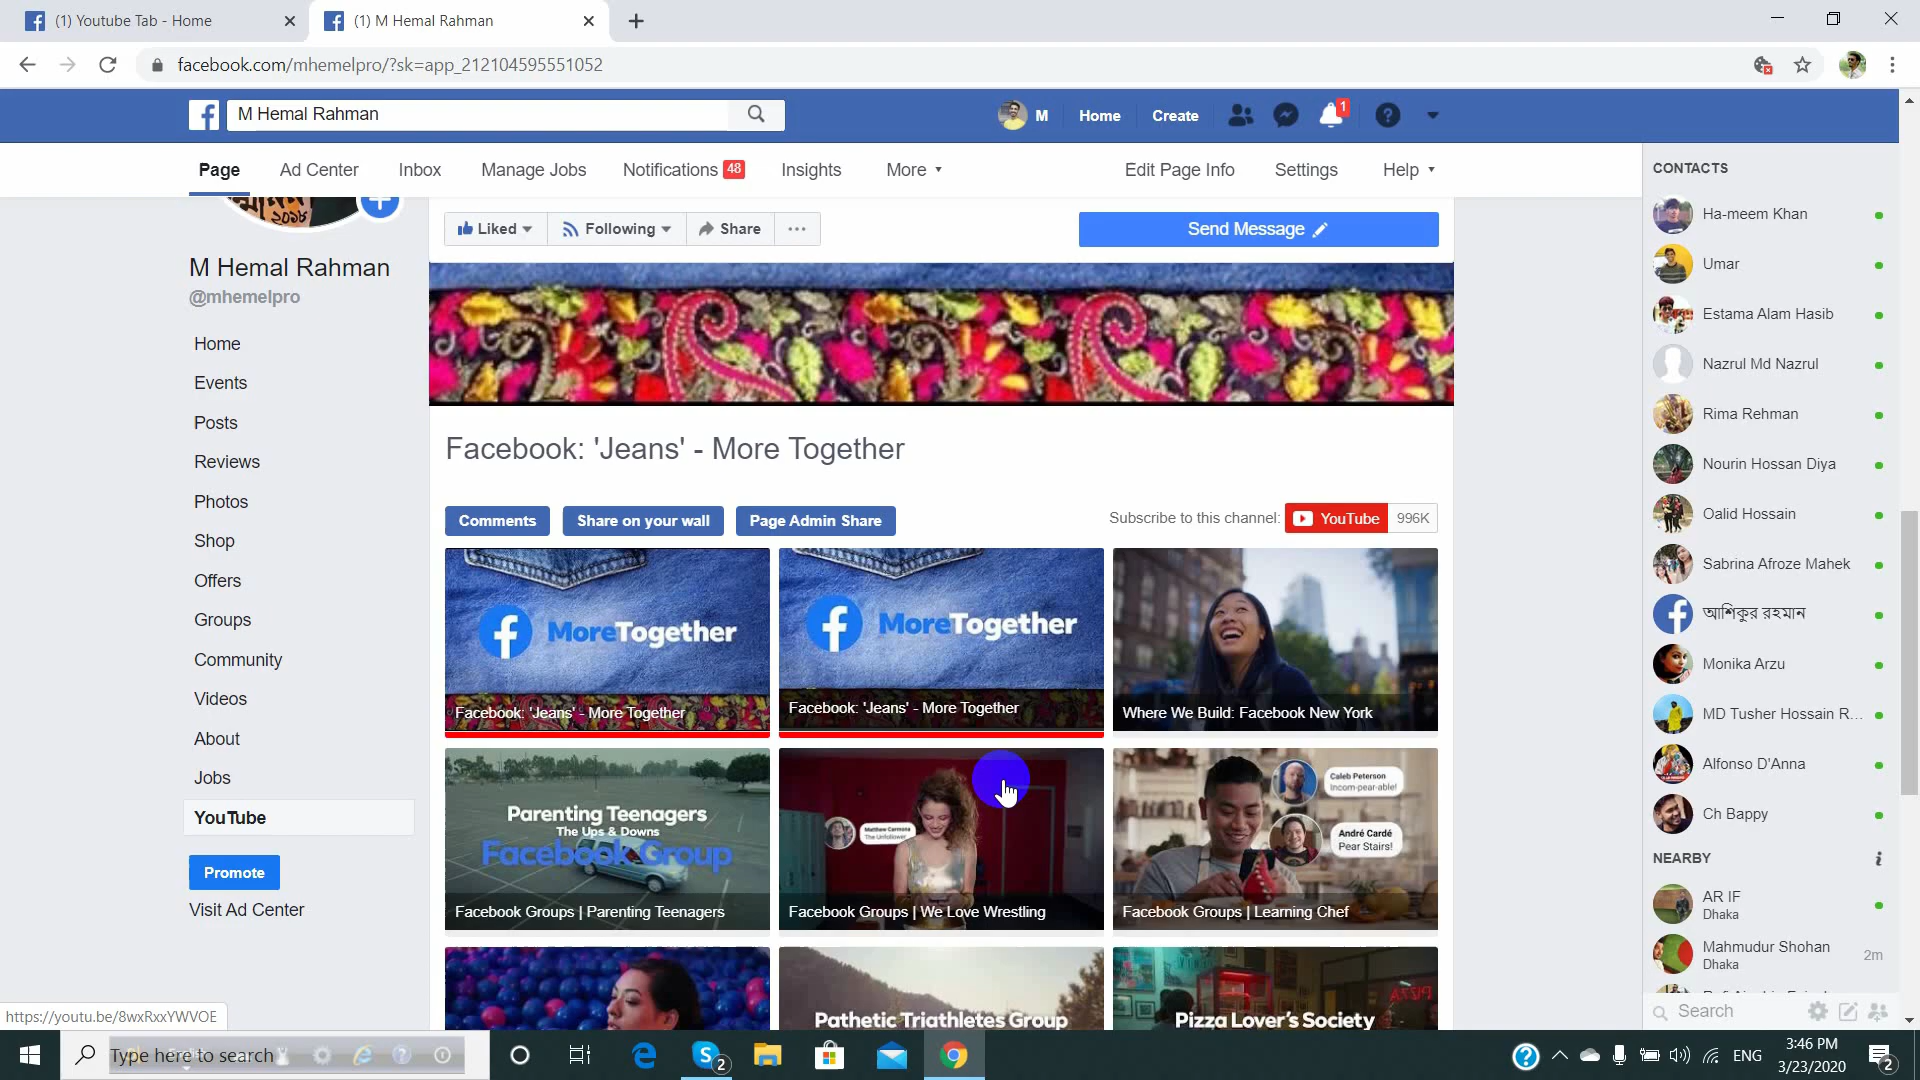 (1) Youtube Tab - Home
(1) M Hemal Rahman
facebook.com/mhemelpro/?sk=app_212104595551052
M Hemal Rahman
M
Home
Create
1
Page
Ad Center
Inbox
Manage Jobs
Notifications 48
Insights
More
Edit Page Info
Settings
Help
২০১৮
Liked
Following
Share
Send Message
M Hemal Rahman
@mhemelpro
Home
Events
Posts
Reviews
Photos
Shop
Offers
Groups
Community
Videos
About
Jobs
YouTube
Promote
Visit Ad Center
Facebook: 'Jeans' - More Together
Comments
Share on your wall
Page Admin Share
Subscribe to this channel:
YouTube 996K
MoreTogether
Facebook: 'Jeans' - More Together
MoreTogether
Facebook: 'Jeans' - More Together
Where We Build: Facebook New York
Parenting Teenagers
The Ups & Downs
Facebook Group
Facebook Groups | Parenting Teenagers
Matthew Carmona
The Unfollower
Facebook Groups | We Love Wrestling
Caleb Peterson
Incom-pear-able!
André Cardé
Pear Stairs!
Facebook Groups | Learning Chef
Pathetic Triathletes Group
Pizza Lover's Society
CONTACTS
Ha-meem Khan
Umar
Estama Alam Hasib
Nazrul Md Nazrul
Rima Rehman
Nourin Hossan Diya
Oalid Hossain
Sabrina Afroze Mahek
আশিকুর রহমান
Monika Arzu
MD Tusher Hossain R...
Alfonso D'Anna
Ch Bappy
NEARBY
AR IF
Dhaka
Mahmudur Shohan
Dhaka
2m
Search
https://youtu.be/8wxRxxYWVOE
Type here to search
2
ENG
3:46 PM
3/23/2020
2